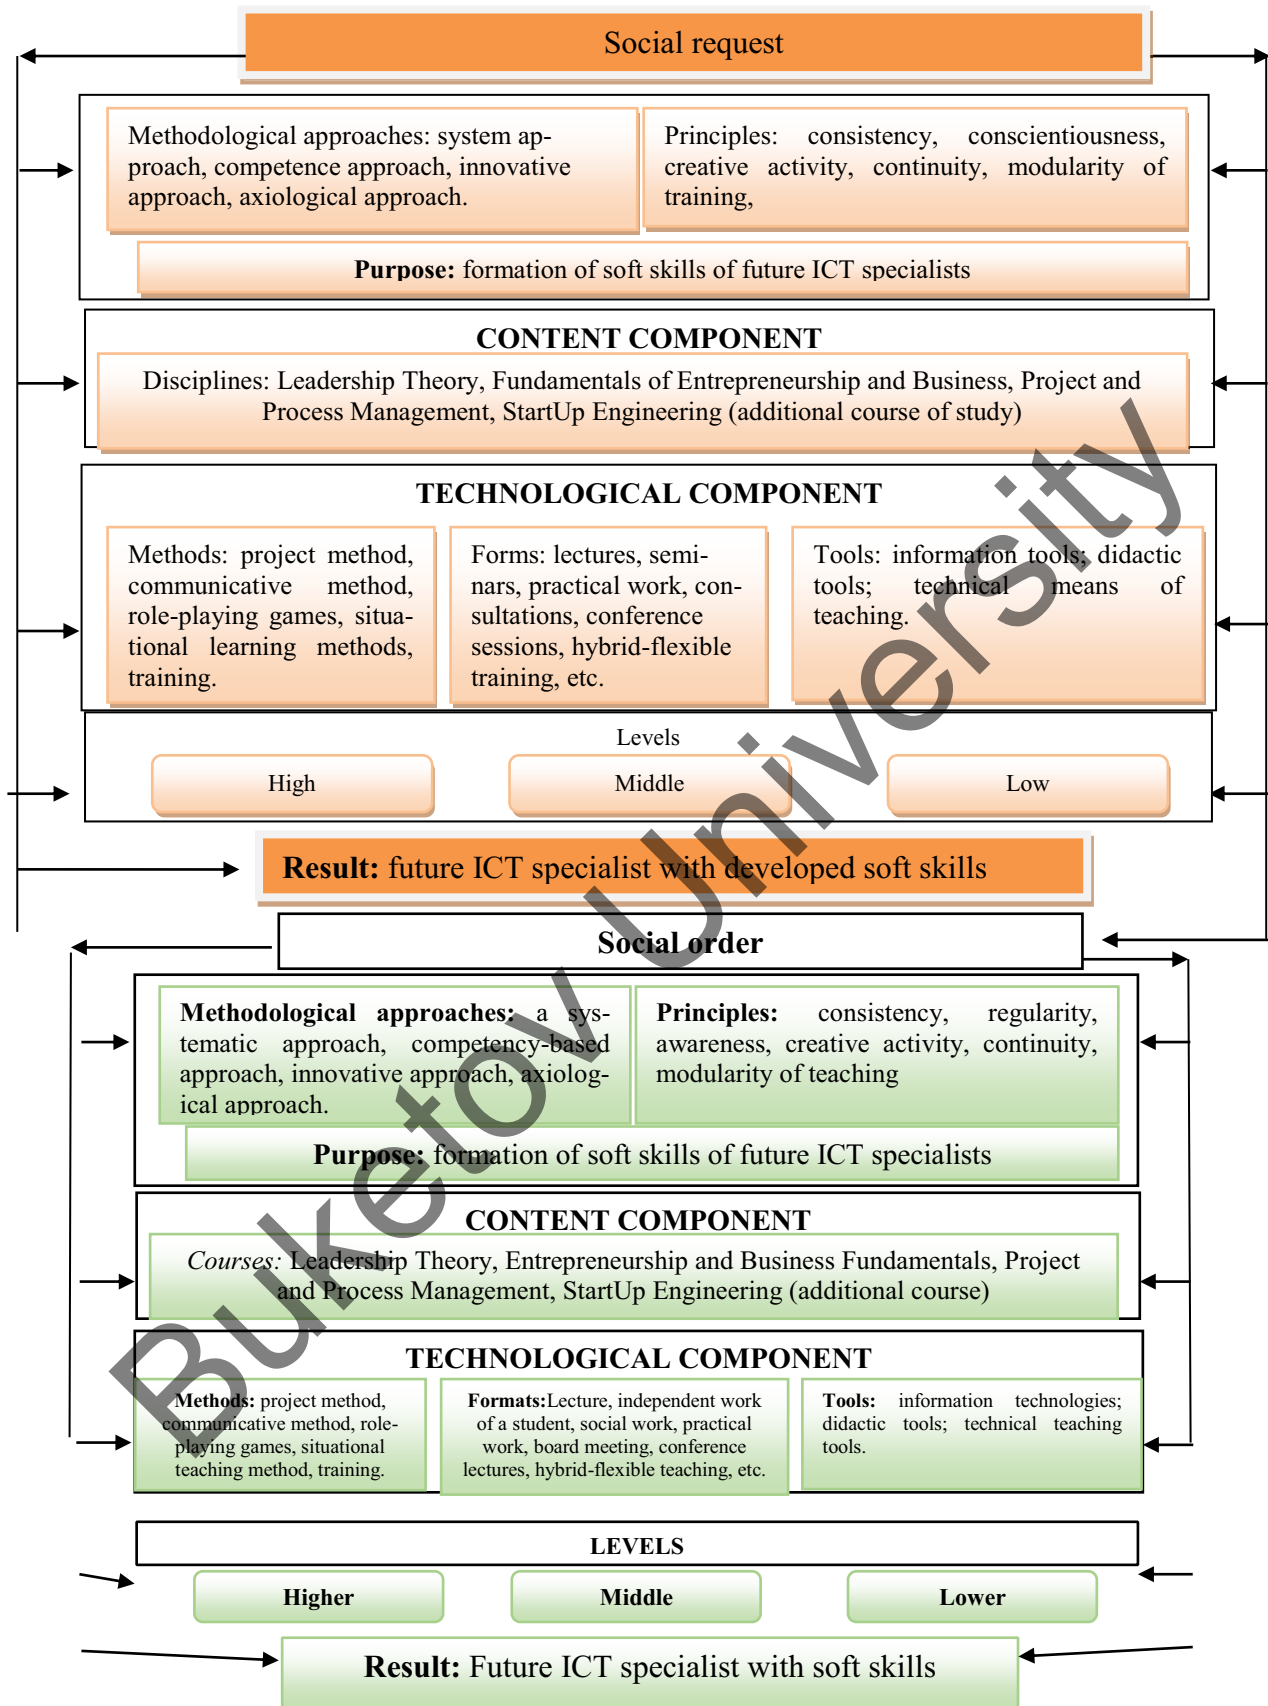 Social request
Methodological approaches: system ap-
proach, competence approach, innovative
approach, axiological approach.
Principles: consistency, conscientiousness,
creative activity, continuity, modularity of
training,
Purpose: formation of soft skills of future ICT specialists
CONTENT COMPONENT
Disciplines: Leadership Theory, Fundamentals of Entrepreneurship and Business, Project and
Process Management, StartUp Engineering (additional course of study)
TECHNOLOGICAL COMPONENT
Methods: project method,
communicative method,
role-playing games, situa-
tional learning methods,
training.
Forms: lectures, semi-
nars, practical work, con-
sultations, conference
sessions, hybrid-flexible
training, etc.
Tools: information tools; didactic
tools; technical means of
teaching.
Levels
High
Middle
Low
Result: future ICT specialist with developed soft skills
Social order
Methodological approaches: a sys-
tematic approach, competency-based
approach, innovative approach, axiolog-
ical approach.
Principles: consistency, regularity,
awareness, creative activity, continuity,
modularity of teaching
Purpose: formation of soft skills of future ICT specialists
CONTENT COMPONENT
Courses: Leadership Theory, Entrepreneurship and Business Fundamentals, Project
and Process Management, StartUp Engineering (additional course)
TECHNOLOGICAL COMPONENT
Methods: project method,
communicative method, role-
playing games, situational
teaching method, training.
Formats:Lecture, independent work
of a student, social work, practical
work, board meeting, conference
lectures, hybrid-flexible teaching, etc.
Tools: information technologies;
didactic tools; technical teaching
tools.
LEVELS
Higher
Middle
Lower
Result: Future ICT specialist with soft skills
Buketov University